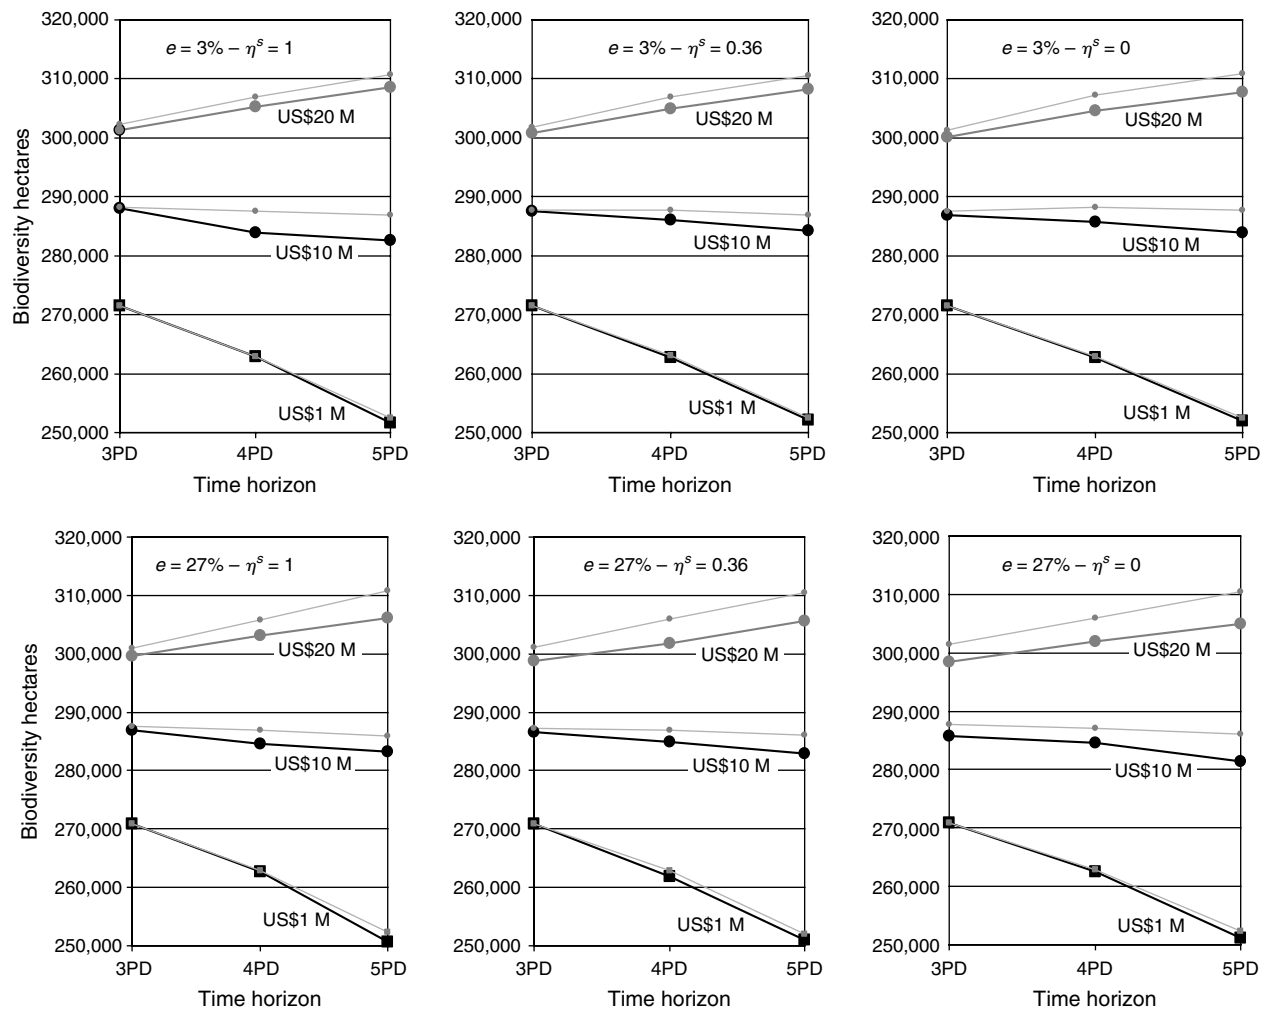 320,000
310,000
300,000
290,000
280,000
270,000
260,000
250,000
Biodiversity hectares
e = 3% – ηˢ = 1
US$20 M
US$10 M
US$1 M
3PD 4PD 5PD
Time horizon
320,000
310,000
300,000
290,000
280,000
270,000
260,000
250,000
e = 3% – ηˢ = 0.36
US$20 M
US$10 M
US$1 M
3PD 4PD 5PD
Time horizon
320,000
310,000
300,000
290,000
280,000
270,000
260,000
250,000
e = 3% – ηˢ = 0
US$20 M
US$10 M
US$1 M
3PD 4PD 5PD
Time horizon
320,000
310,000
300,000
290,000
280,000
270,000
260,000
250,000
Biodiversity hectares
e = 27% – ηˢ = 1
US$20 M
US$10 M
US$1 M
3PD 4PD 5PD
Time horizon
320,000
310,000
300,000
290,000
280,000
270,000
260,000
250,000
e = 27% – ηˢ = 0.36
US$20 M
US$10 M
US$1 M
3PD 4PD 5PD
Time horizon
320,000
310,000
300,000
290,000
280,000
270,000
260,000
250,000
e = 27% – ηˢ = 0
US$20 M
US$10 M
US$1 M
3PD 4PD 5PD
Time horizon